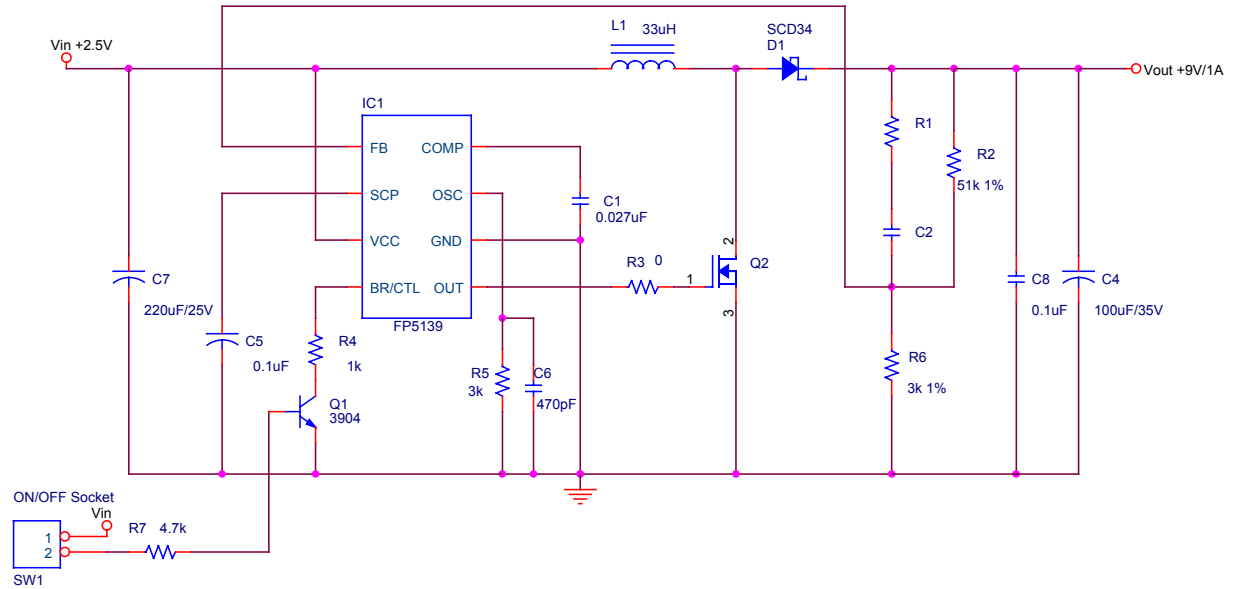 L1 33uH
SCD34
D1
Vin +2.5V
Vout +9V/1A
IC1
FB COMP
SCP OSC
VCC GND
BR/CTL OUT
FP5139
R1
R2
51k 1%
C1
0.027uF
C2
2
Q2
R3 0
1
3
C7
220uF/25V
C5
0.1uF
R4
1k
C8
0.1uF
C4
100uF/35V
R5
3k
C6
470pF
R6
3k 1%
Q1
3904
ON/OFF Socket
Vin
R7 4.7k
1
2
SW1